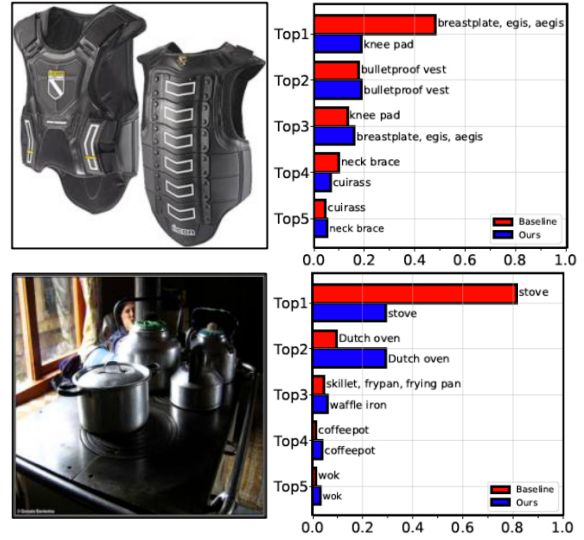 icon
Top1
breastplate, egis, aegis
knee pad
Top2
bulletproof vest
bulletproof vest
Top3
knee pad
breastplate, egis, aegis
Top4
neck brace
cuirass
Top5
cuirass
neck brace
Baseline
Ours
0.0 0.2 0.4 0.6 0.8 1.0
Top1
stove
stove
Top2
Dutch oven
Dutch oven
Top3
skillet, frypan, frying pan
waffle iron
Top4
coffeepot
coffeepot
Top5
wok
wok
Baseline
Ours
0.0 0.2 0.4 0.6 0.8 1.0